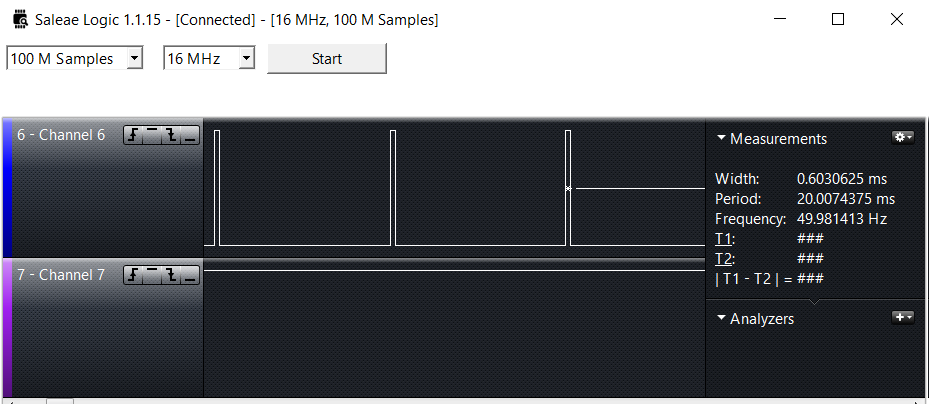 Saleae Logic 1.1.15 - [Connected] - [16 MHz, 100 M Samples]
100 M Samples 16 MHz Start
6 - Channel 6
Measurements
Width: 0.6030625 ms
Period: 20.0074375 ms
Frequency: 49.981413 Hz
T1: ###
T2: ###
| T1 - T2 | = ###
7 - Channel 7
Analyzers